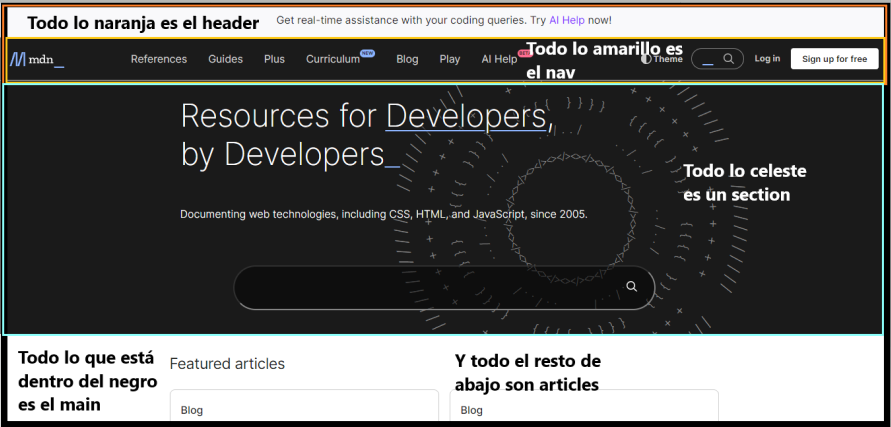 Todo lo naranja es el header
Get real-time assistance with your coding queries. Try AI Help now!
mdn_
References Guides Plus Curriculum NEW Blog Play AI Help BETA Theme Log in Sign up for free
Todo lo amarillo es
el nav
Resources for Developers,
by Developers_
Todo lo celeste
es un section
Documenting web technologies, including CSS, HTML, and JavaScript, since 2005.
Todo lo que está
dentro del negro
es el main
Featured articles
Y todo el resto de
abajo son articles
Blog
Blog